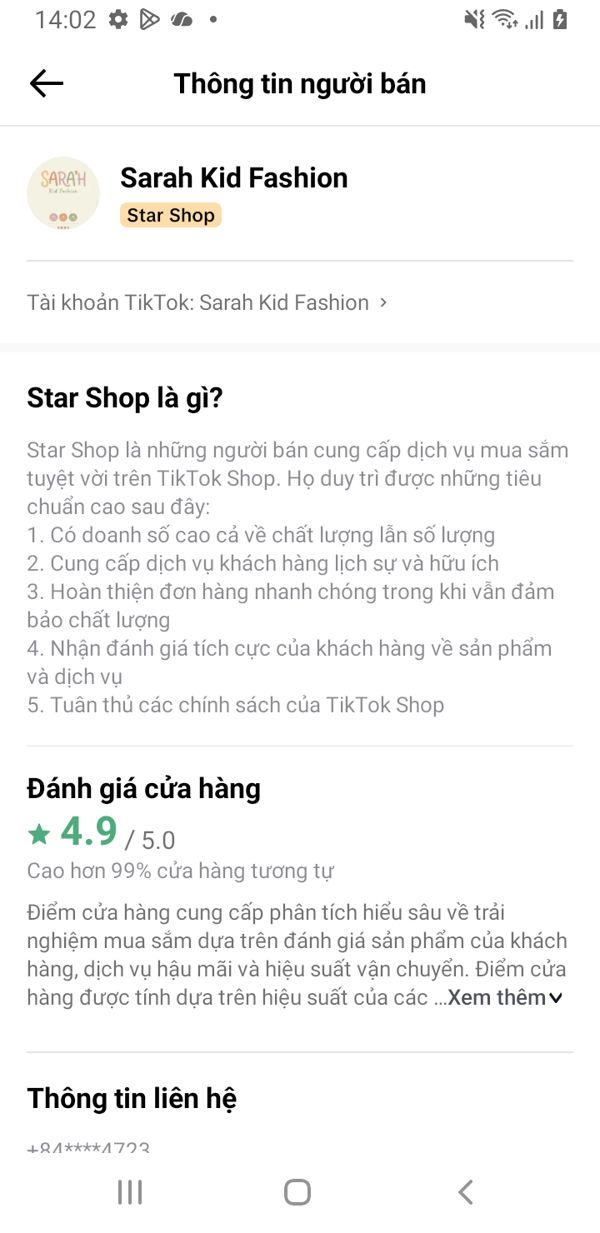 14:02
Thông tin người bán
SARAH
Kid Fashion
Sarah Kid Fashion
Star Shop
Tài khoản TikTok: Sarah Kid Fashion >
Star Shop là gì?
Star Shop là những người bán cung cấp dịch vụ mua sắm
tuyệt vời trên TikTok Shop. Họ duy trì được những tiêu
chuẩn cao sau đây:
1. Có doanh số cao cả về chất lượng lẫn số lượng
2. Cung cấp dịch vụ khách hàng lịch sự và hữu ích
3. Hoàn thiện đơn hàng nhanh chóng trong khi vẫn đảm
bảo chất lượng
4. Nhận đánh giá tích cực của khách hàng về sản phẩm
và dịch vụ
5. Tuân thủ các chính sách của TikTok Shop
Đánh giá cửa hàng
4.9 / 5.0
Cao hơn 99% cửa hàng tương tự
Điểm cửa hàng cung cấp phân tích hiểu sâu về trải
nghiệm mua sắm dựa trên đánh giá sản phẩm của khách
hàng, dịch vụ hậu mãi và hiệu suất vận chuyển. Điểm cửa
hàng được tính dựa trên hiệu suất của các ...Xem thêm
Thông tin liên hệ
+84****4723